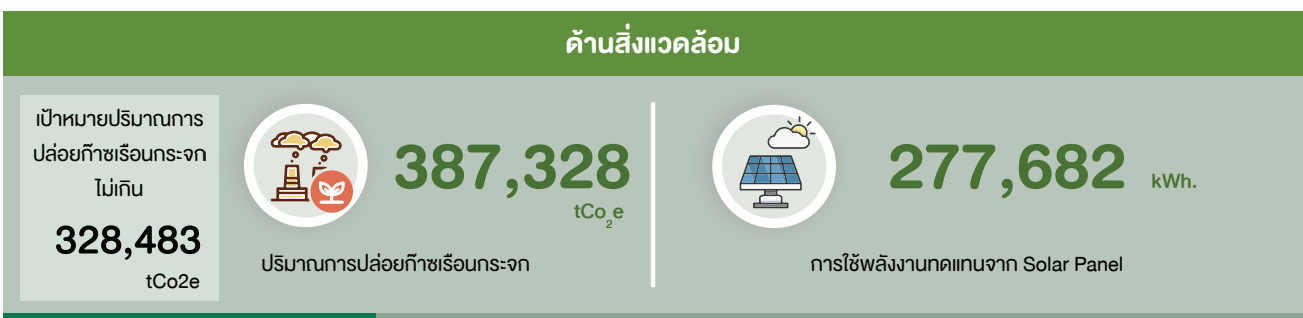 ด้านสิ่งแวดล้อม
เป้าหมายปริมาณการ
ปล่อยก๊าซเรือนกระจก
ไม่เกิน
328,483
tCo2e
387,328
tCo₂e
ปริมาณการปล่อยก๊าซเรือนกระจก
277,682 kWh.
การใช้พลังงานทดแทนจาก Solar Panel